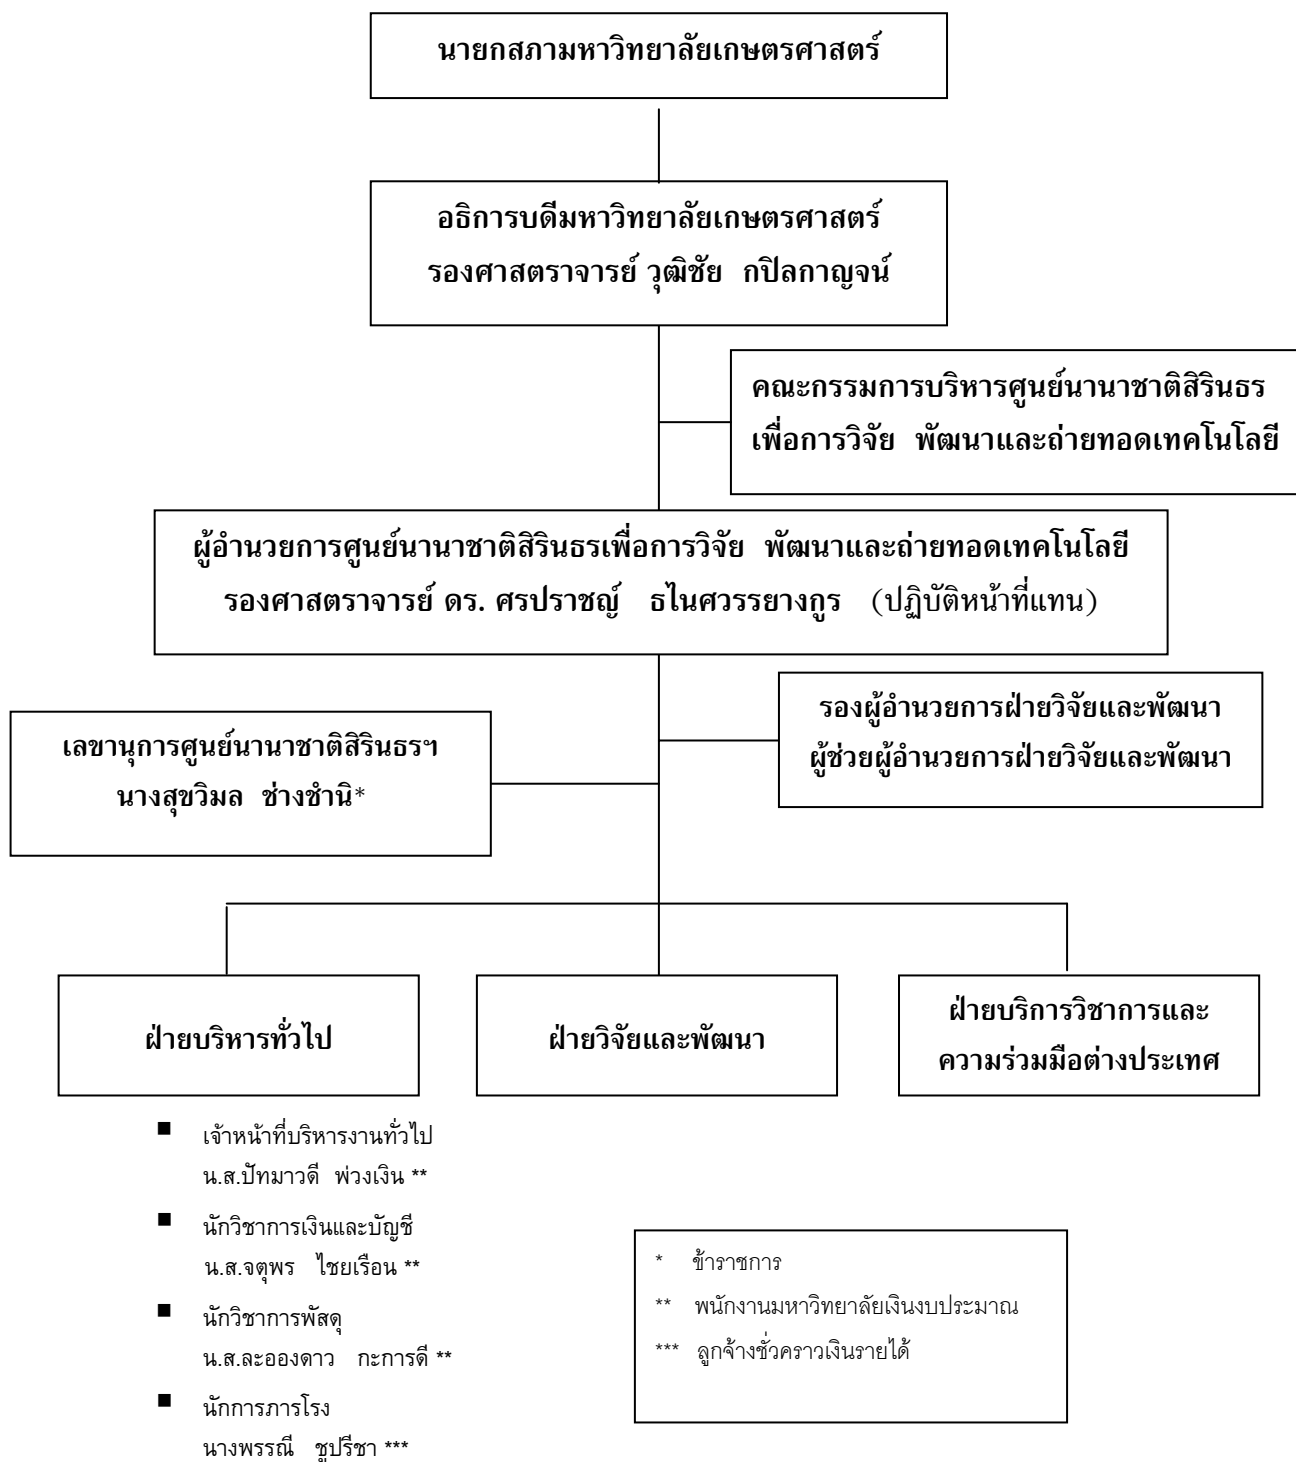 นายกสภามหาวิทยาลัยเกษตรศาสตร์
อธิการบดีมหาวิทยาลัยเกษตรศาสตร์
รองศาสตราจารย์ วุฒิชัย กปิลกาญจน์
คณะกรรมการบริหารศูนย์นานาชาติสิรินธร
เพื่อการวิจัย พัฒนาและถ่ายทอดเทคโนโลยี
ผู้อำนวยการศูนย์นานาชาติสิรินธรเพื่อการวิจัย พัฒนาและถ่ายทอดเทคโนโลยี
รองศาสตราจารย์ ดร. ศรปราชญ์ ธไนศวรรยางกูร (ปฏิบัติหน้าที่แทน)
รองผู้อำนวยการฝ่ายวิจัยและพัฒนา
ผู้ช่วยผู้อำนวยการฝ่ายวิจัยและพัฒนา
เลขานุการศูนย์นานาชาติสิรินธรฯ
นางสุขวิมล ช่างชำนิ*
ฝ่ายบริหารทั่วไป
ฝ่ายวิจัยและพัฒนา
ฝ่ายบริการวิชาการและ
ความร่วมมือต่างประเทศ
■ เจ้าหน้าที่บริหารงานทั่วไป
น.ส.ปัทมาวดี พ่วงเงิน **
■ นักวิชาการเงินและบัญชี
น.ส.จตุพร ไชยเรือน **
■ นักวิชาการพัสดุ
น.ส.ละอองดาว กะการดี **
■ นักการภารโรง
นางพรรณี ชูปรีชา ***
* ข้าราชการ
** พนักงานมหาวิทยาลัยเงินงบประมาณ
*** ลูกจ้างชั่วคราวเงินรายได้